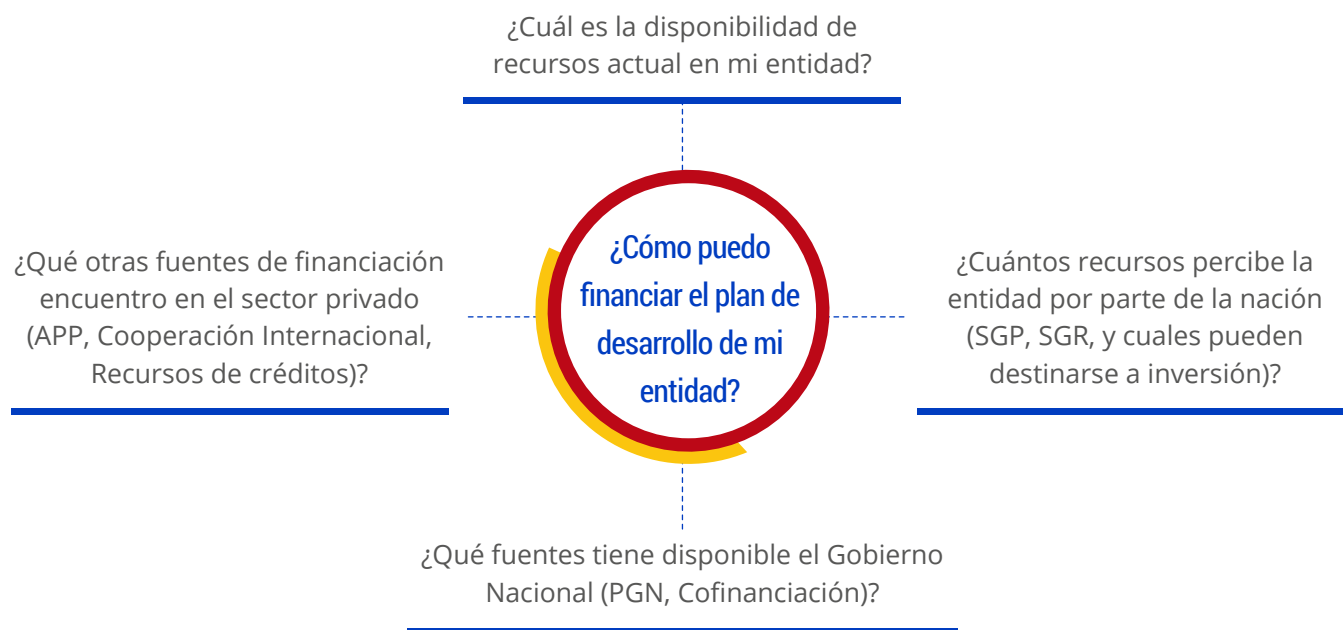 ¿Cuál es la disponibilidad de
recursos actual en mi entidad?
¿Qué otras fuentes de financiación
encuentro en el sector privado
(APP, Cooperación Internacional,
Recursos de créditos)?
¿Cómo puedo
financiar el plan de
desarrollo de mi
entidad?
¿Cuántos recursos percibe la
entidad por parte de la nación
(SGP, SGR, y cuales pueden
destinarse a inversión)?
¿Qué fuentes tiene disponible el Gobierno
Nacional (PGN, Cofinanciación)?